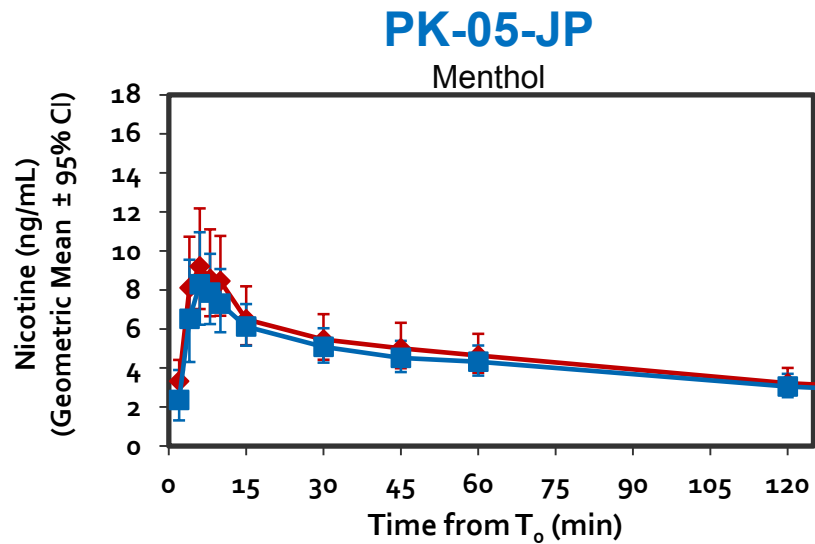 PK-05-JP
Menthol
Nicotine (ng/mL)
(Geometric Mean ± 95% CI)
18
16
14
12
10
8
6
4
2
0
0 15 30 45 60 75 90 105 120
Time from T₀ (min)